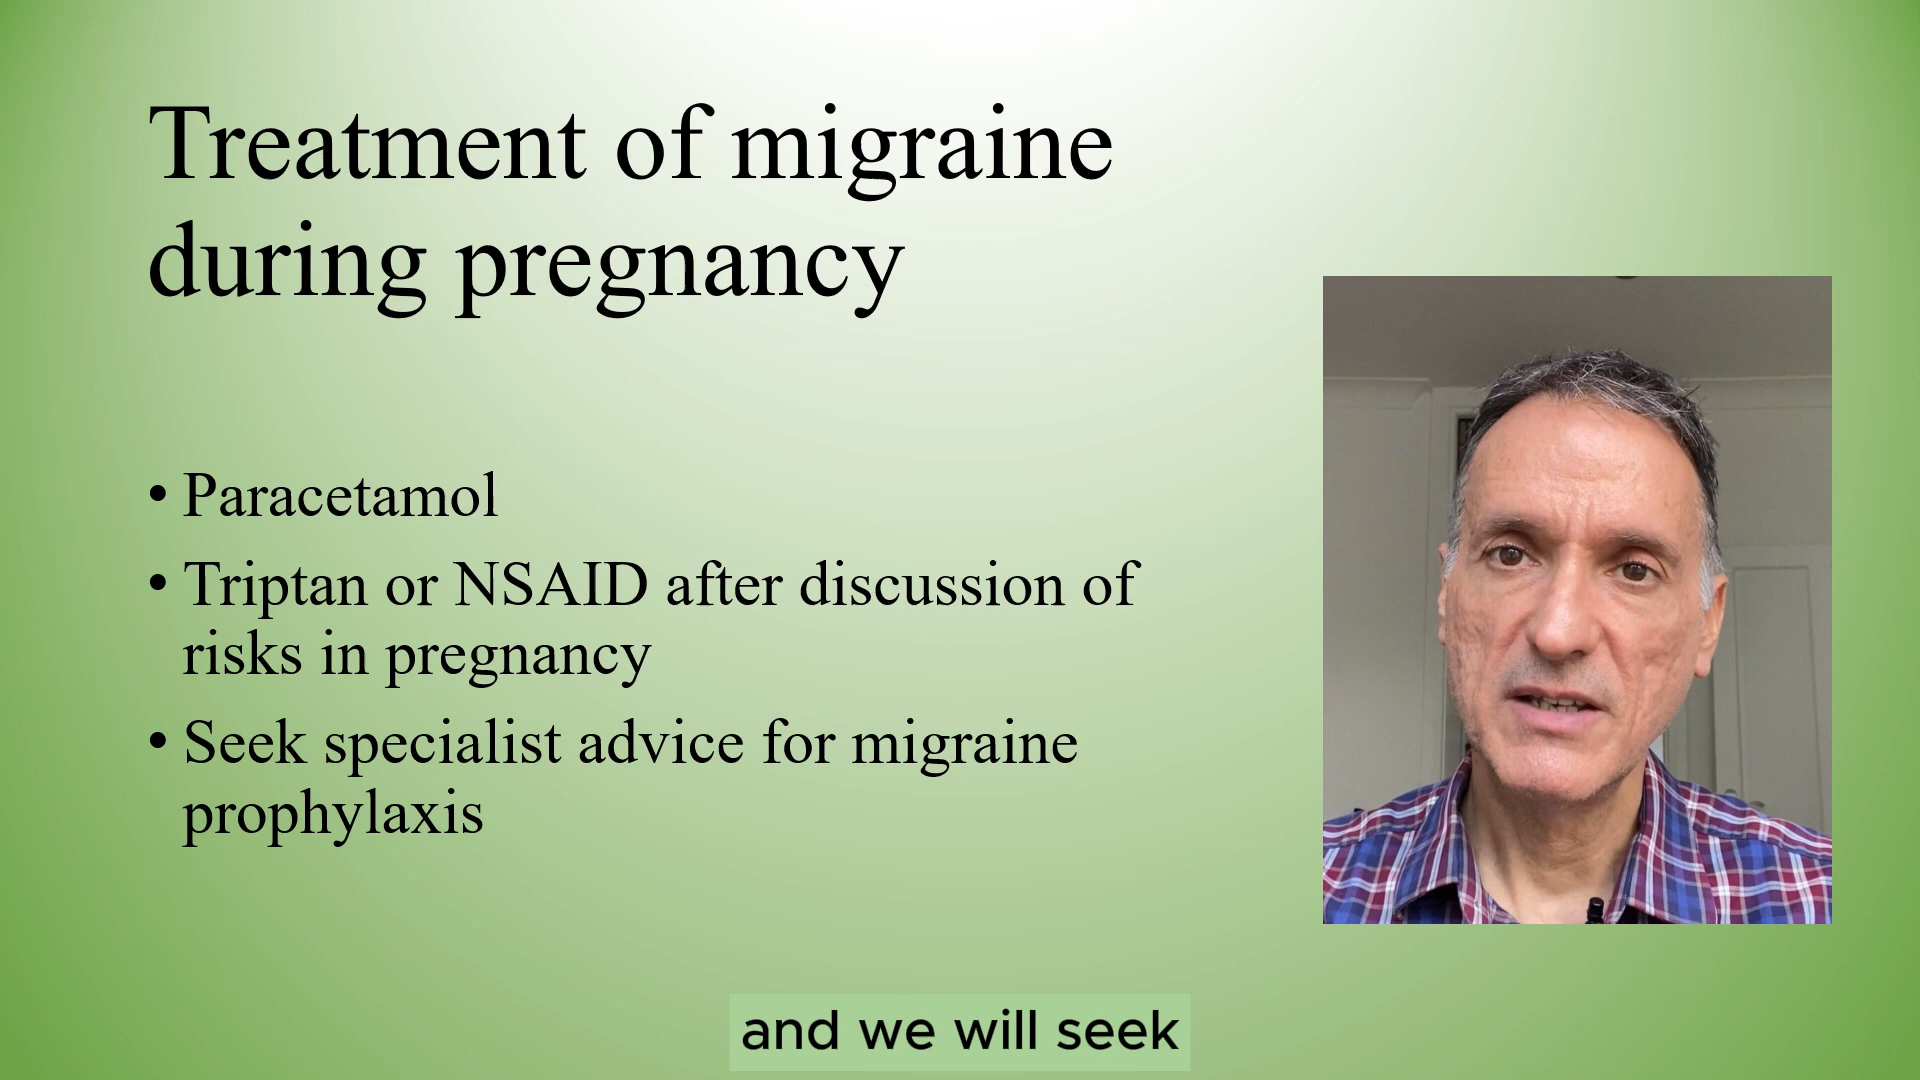 Treatment of migraine
during pregnancy
• Paracetamol
• Triptan or NSAID after discussion of
risks in pregnancy
• Seek specialist advice for migraine
prophylaxis
and we will seek